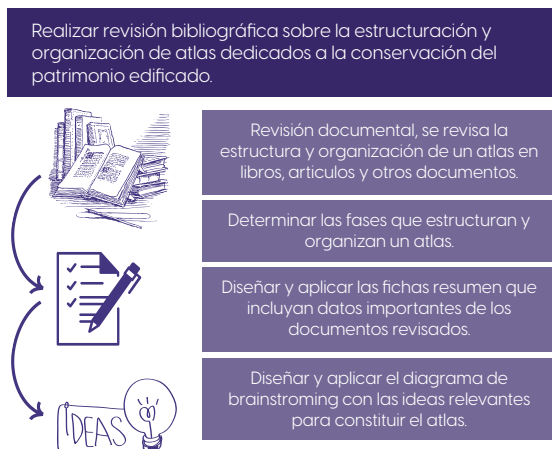 Realizar revisión bibliográfica sobre la estructuración y
organización de atlas dedicados a la conservación del
patrimonio edificado.
Revisión documental, se revisa la
estructura y organización de un atlas en
libros, articulos y otros documentos.
Determinar las fases que estructuran y
organizan un atlas.
Diseñar y aplicar las fichas resumen que
incluyan datos importantes de los
documentos revisados.
Diseñar y aplicar el diagrama de
brainstroming con las ideas relevantes
para constituir el atlas.
IDEAS